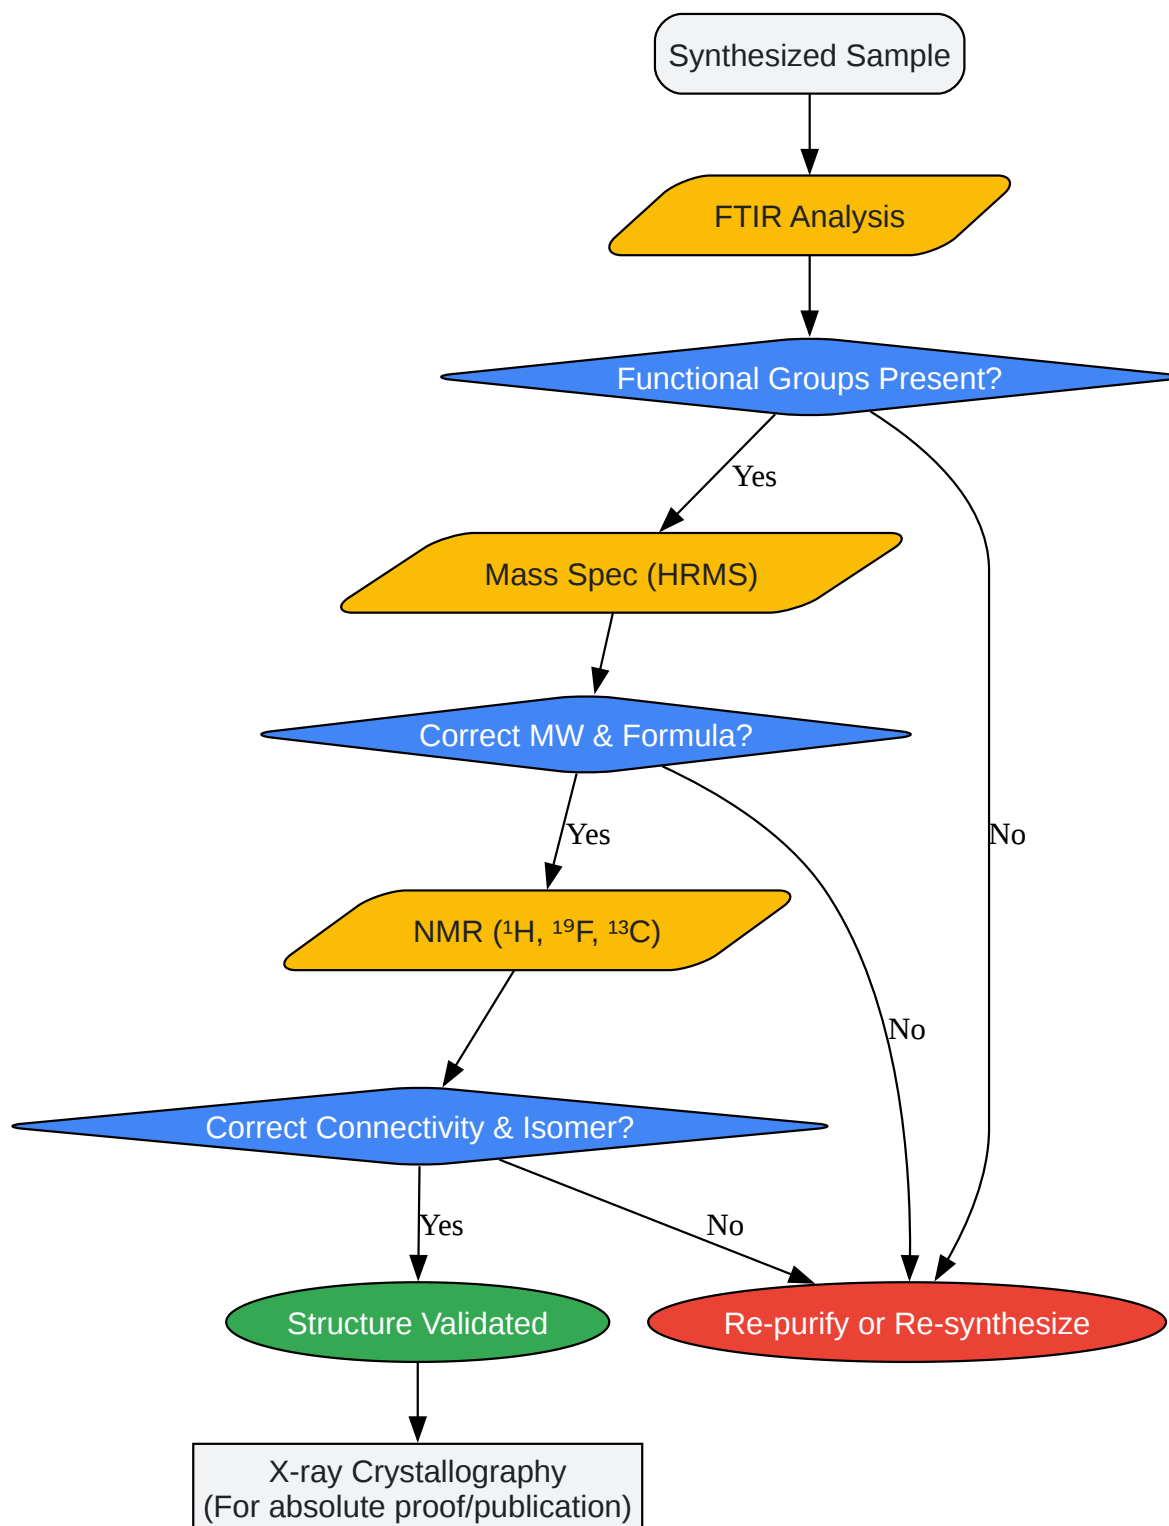 Synthesized Sample
FTIR Analysis
Functional Groups Present?
Yes
Mass Spec (HRMS)
Correct MW & Formula?
Yes
No
NMR (¹H, ¹⁹F, ¹³C)
No
Correct Connectivity & Isomer?
Yes
No
Structure Validated
Re-purify or Re-synthesize
X-ray Crystallography
(For absolute proof/publication)